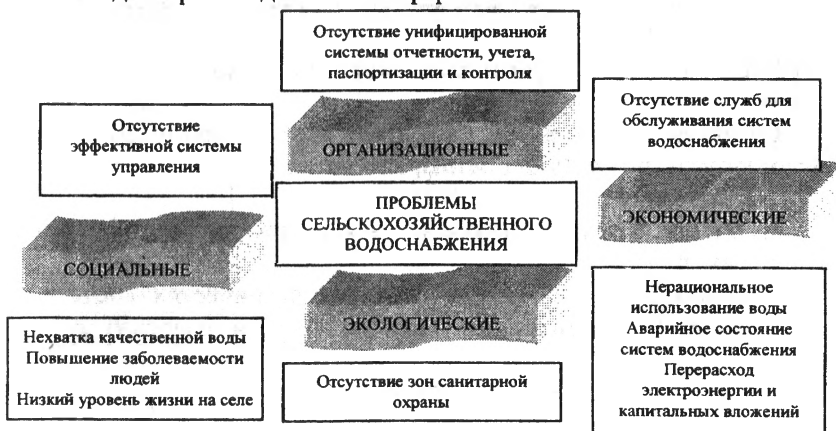 Отсутствие унифицированной
системы отчетности, учета,
паспортизации и контроля
Отсутствие
эффективной системы
управления
ОРГАНИЗАЦИОННЫЕ
Отсутствие служб для
обслуживания систем
водоснабжения
ПРОБЛЕМЫ
СЕЛЬСКОХОЗЯЙСТВЕННОГО
ВОДОСНАБЖЕНИЯ
СОЦИАЛЬНЫЕ
ЭКОНОМИЧЕСКИЕ
ЭКОЛОГИЧЕСКИЕ
Нехватка качественной воды
Повышение заболеваемости
людей
Низкий уровень жизни на селе
Отсутствие зон санитарной
охраны
Нерациональное
использование воды
Аварийное состояние
систем водоснабжения
Перерасход
электроэнергии и
капитальных вложений